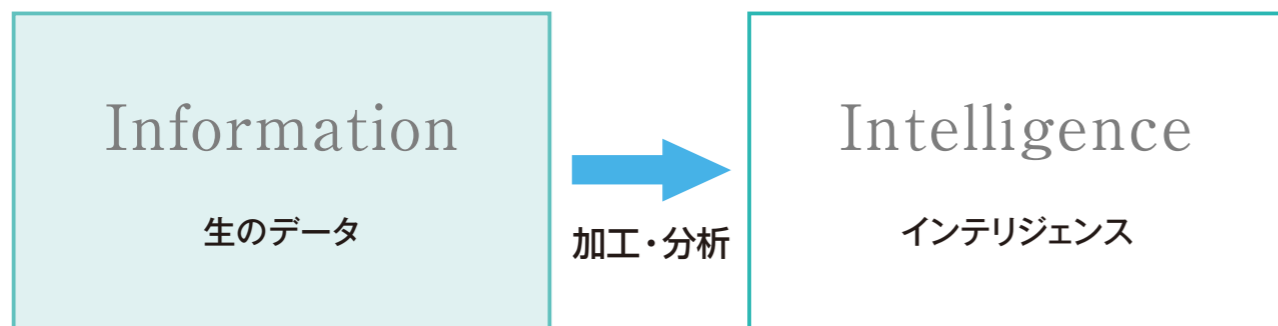 Information
生のデータ
加工・分析
Intelligence
インテリジェンス